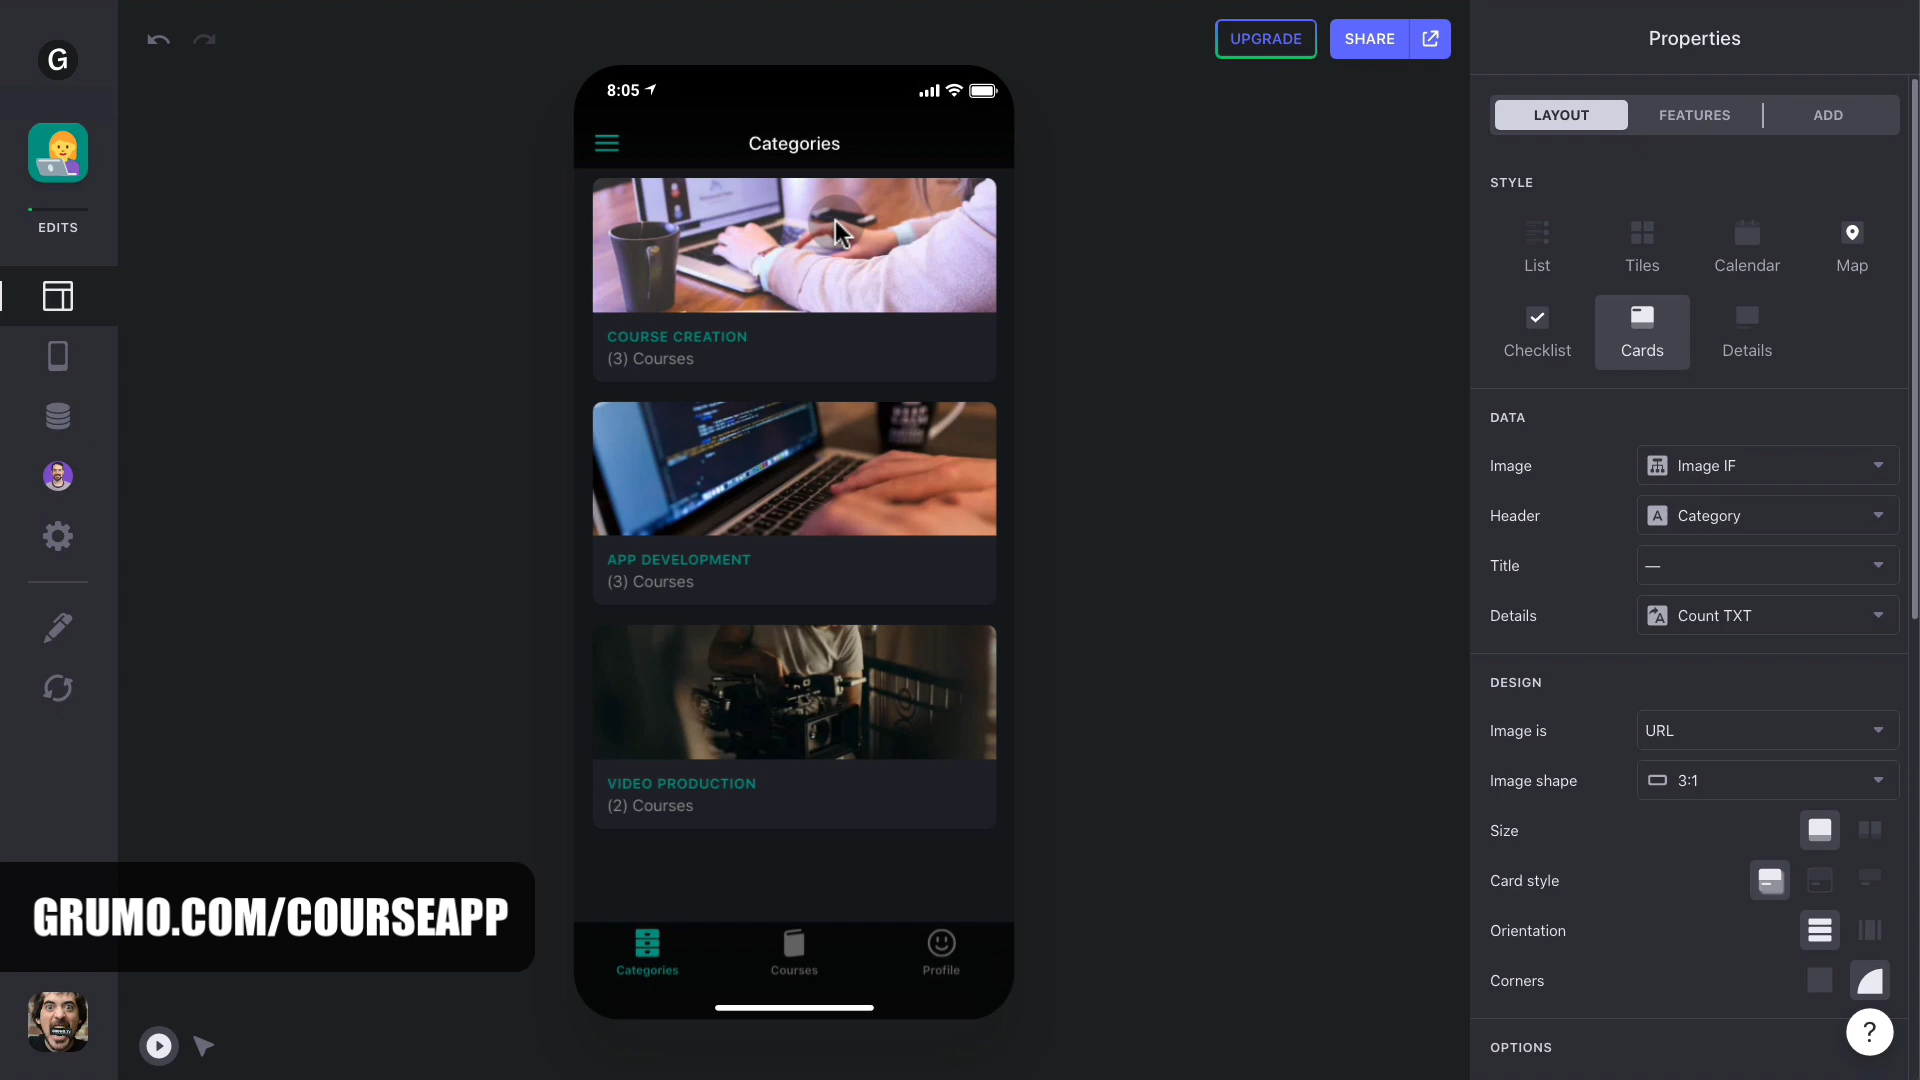 G
UPGRADE
SHARE
Properties
8:05
Categories
LAYOUT
FEATURES
ADD
STYLE
EDITS
List
Tiles
Calendar
Map
COURSE CREATION
(3) Courses
Checklist
Cards
Details
DATA
Image
Image IF
Header
A Category
Title
—
APP DEVELOPMENT
(3) Courses
Details
A Count TXT
DESIGN
Image is
URL
Image shape
3:1
VIDEO PRODUCTION
(2) Courses
Size
Card style
GRUMO.COM/COURSEAPP
Orientation
Categories
Courses
Profile
Corners
?
OPTIONS